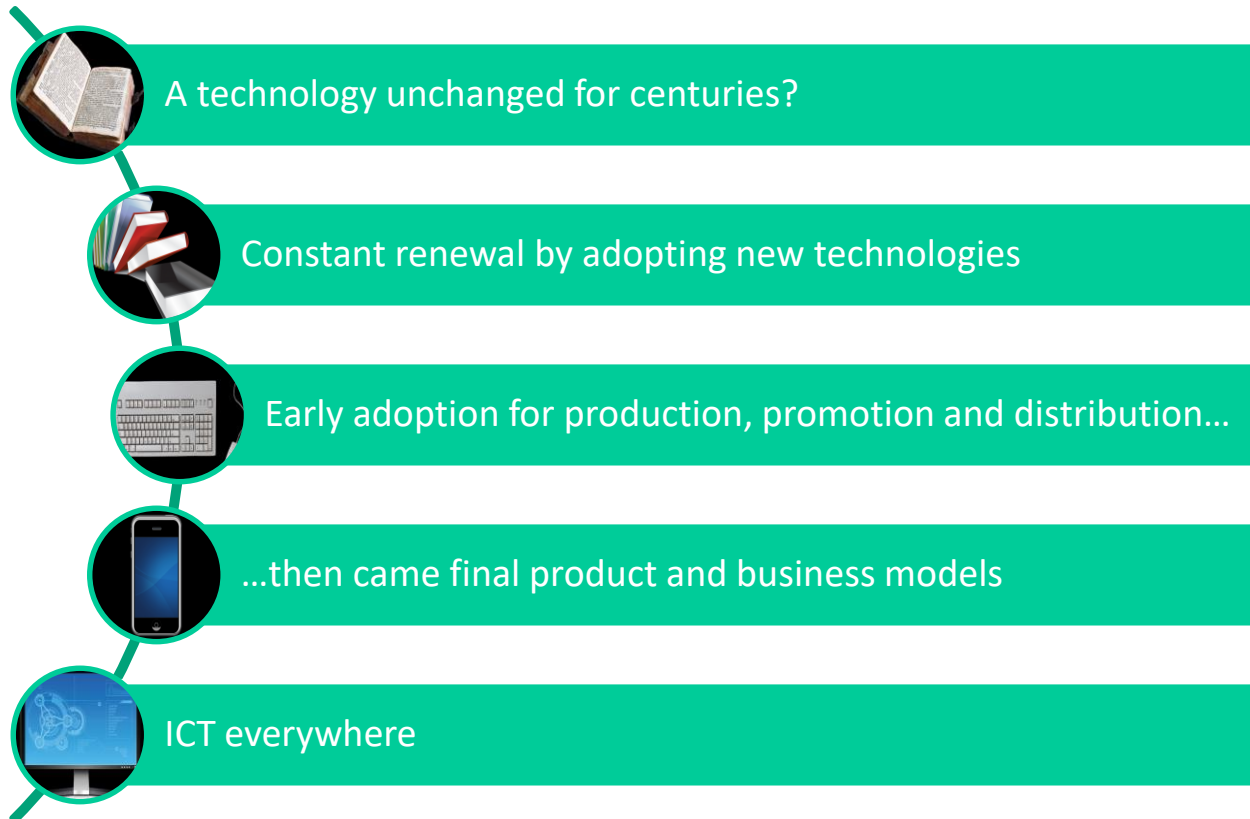 A technology unchanged for centuries?
Constant renewal by adopting new technologies
Early adoption for production, promotion and distribution…
…then came final product and business models
ICT everywhere